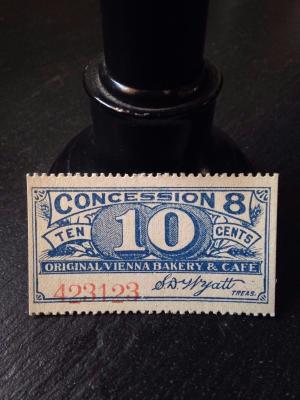 CONCESSION 8
TEN 10 CENTS
ORIGINAL VIENNA BAKERY & CAFE
423123 S.D. Wyatt
TREAS.